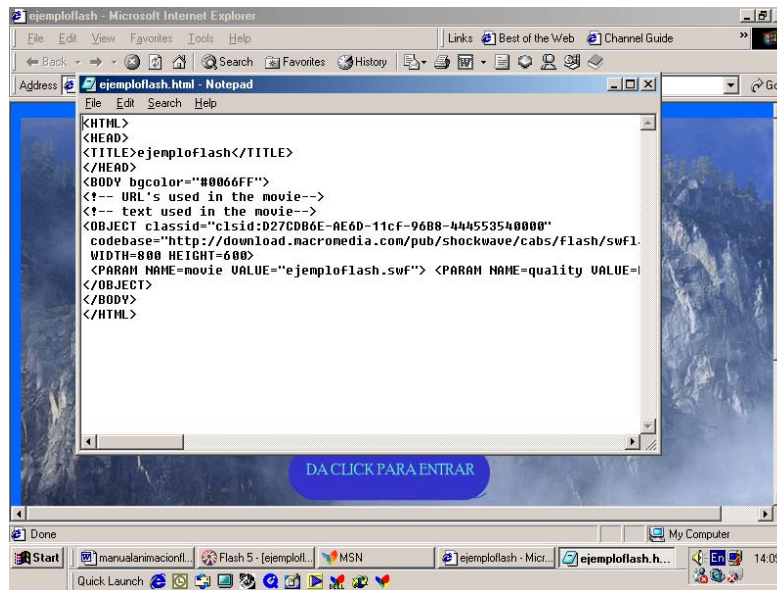 ejemploflash - Microsoft Internet Explorer
File Edit View Favorites Tools Help Links Best of the Web Channel Guide »
Back Search Favorites History
Address Go
ejemploflash.html - Notepad
File Edit Search Help
<HTML>
<HEAD>
<TITLE>ejemploflash</TITLE>
</HEAD>
<BODY bgcolor="#0066FF">
<!-- URL's used in the movie-->
<!-- text used in the movie-->
<OBJECT classid="clsid:D27CDB6E-AE6D-11cf-96B8-444553540000"
codebase="http://download.macromedia.com/pub/shockwave/cabs/flash/swfl
WIDTH=800 HEIGHT=600>
<PARAM NAME=movie VALUE="ejemploflash.swf"> <PARAM NAME=quality VALUE=
</OBJECT>
</BODY>
</HTML>
DA CLICK PARA ENTRAR
Done My Computer
Start manualanimacionfl... Flash 5 - [ejemplofl... MSN ejemploflash - Micr... ejemploflash.h... En 14:09
Quick Launch